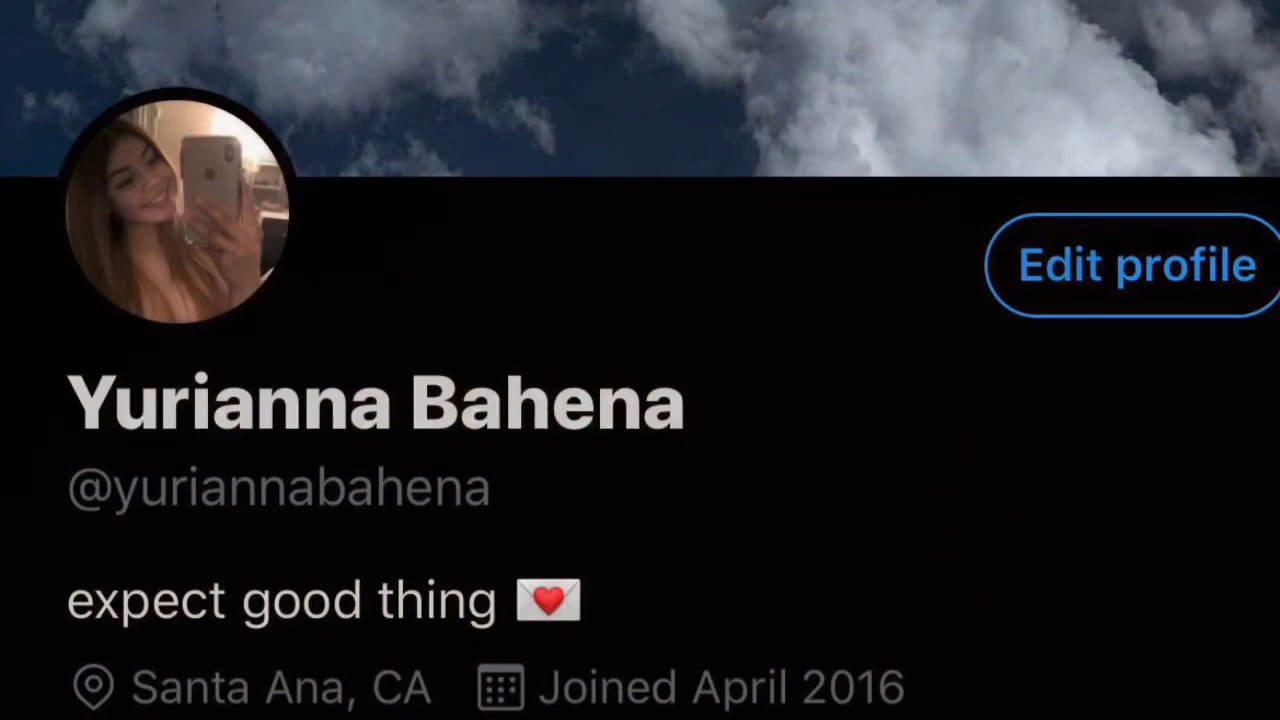 Edit profile
Yurianna Bahena
@yuriannabahena
expect good thing 💌
Santa Ana, CA Joined April 2016